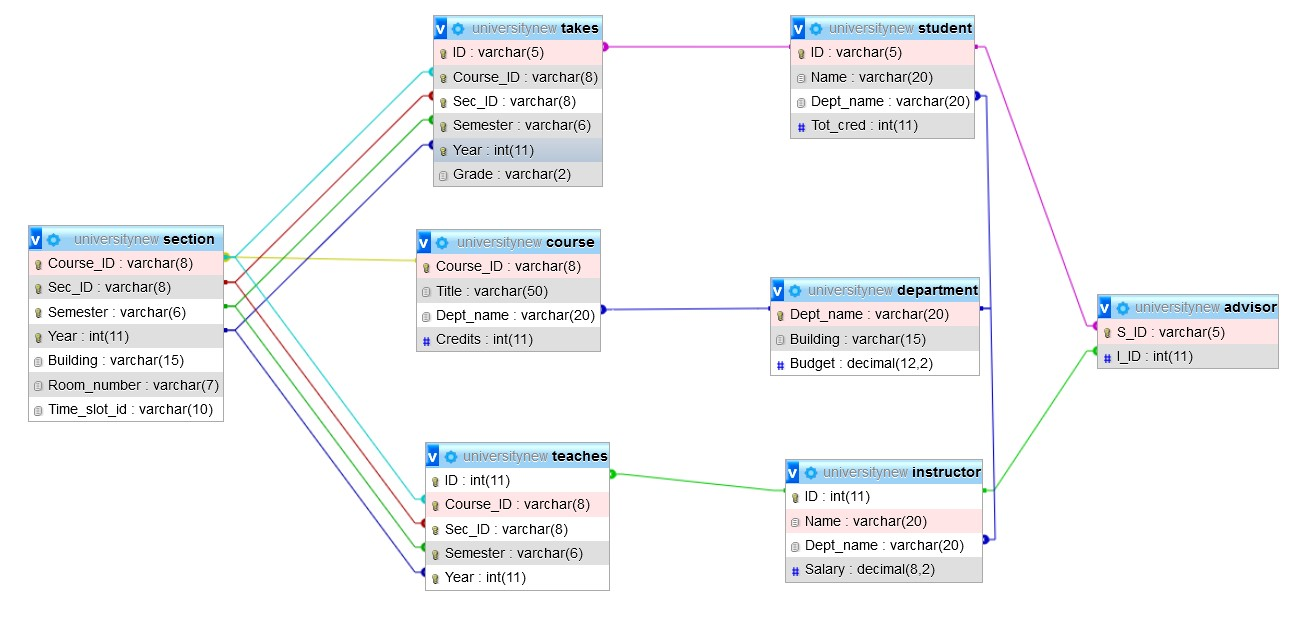 v universitynew takes
ID : varchar(5)
Course_ID : varchar(8)
Sec_ID : varchar(8)
Semester : varchar(6)
Year : int(11)
Grade : varchar(2)
v universitynew student
ID : varchar(5)
Name : varchar(20)
Dept_name : varchar(20)
# Tot_cred : int(11)
v universitynew section
Course_ID : varchar(8)
Sec_ID : varchar(8)
Semester : varchar(6)
Year : int(11)
Building : varchar(15)
Room_number : varchar(7)
Time_slot_id : varchar(10)
v universitynew course
Course_ID : varchar(8)
Title : varchar(50)
Dept_name : varchar(20)
# Credits : int(11)
v universitynew department
Dept_name : varchar(20)
Building : varchar(15)
# Budget : decimal(12,2)
v universitynew advisor
S_ID : varchar(5)
# I_ID : int(11)
v universitynew teaches
ID : int(11)
Course_ID : varchar(8)
Sec_ID : varchar(8)
Semester : varchar(6)
Year : int(11)
v universitynew instructor
ID : int(11)
Name : varchar(20)
Dept_name : varchar(20)
# Salary : decimal(8,2)